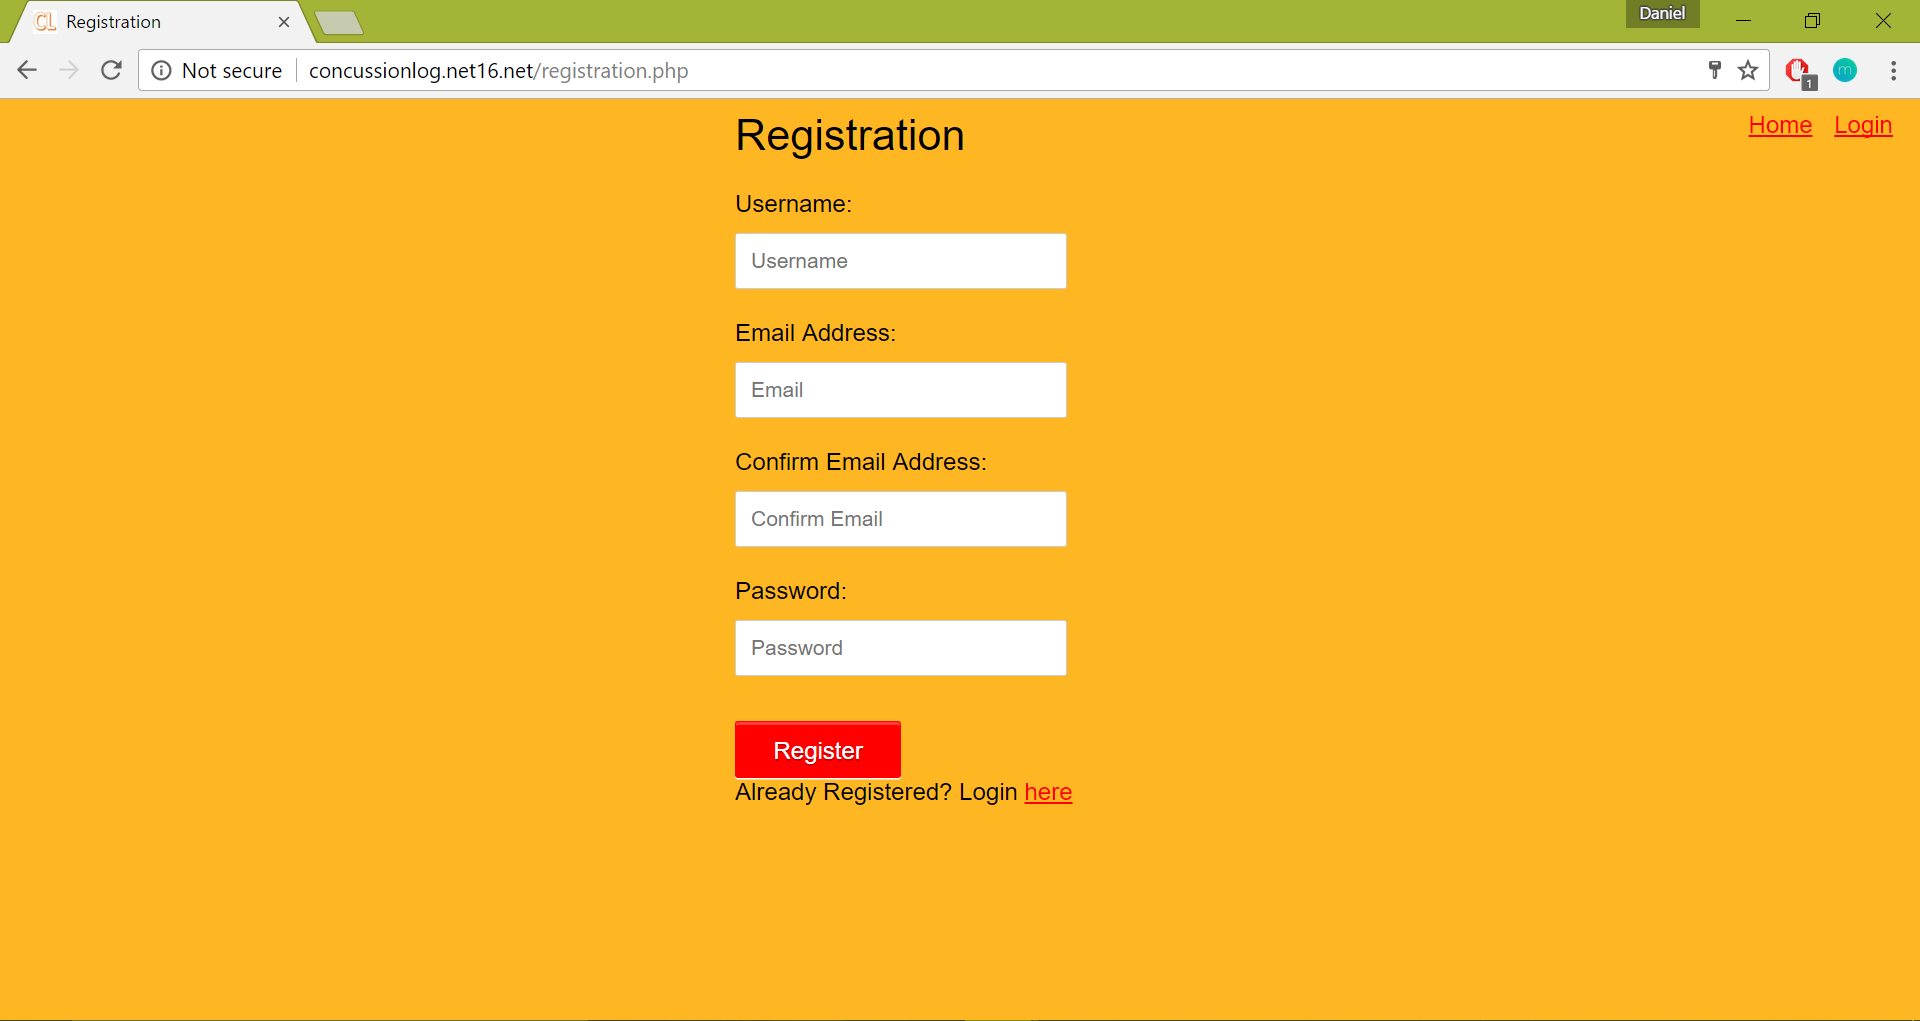 CL Registration
Daniel
Not secure concussionlog.net16.net/registration.php
1
m
Registration
Home Login
Username:
Username
Email Address:
Email
Confirm Email Address:
Confirm Email
Password:
Password
Register
Already Registered? Login here